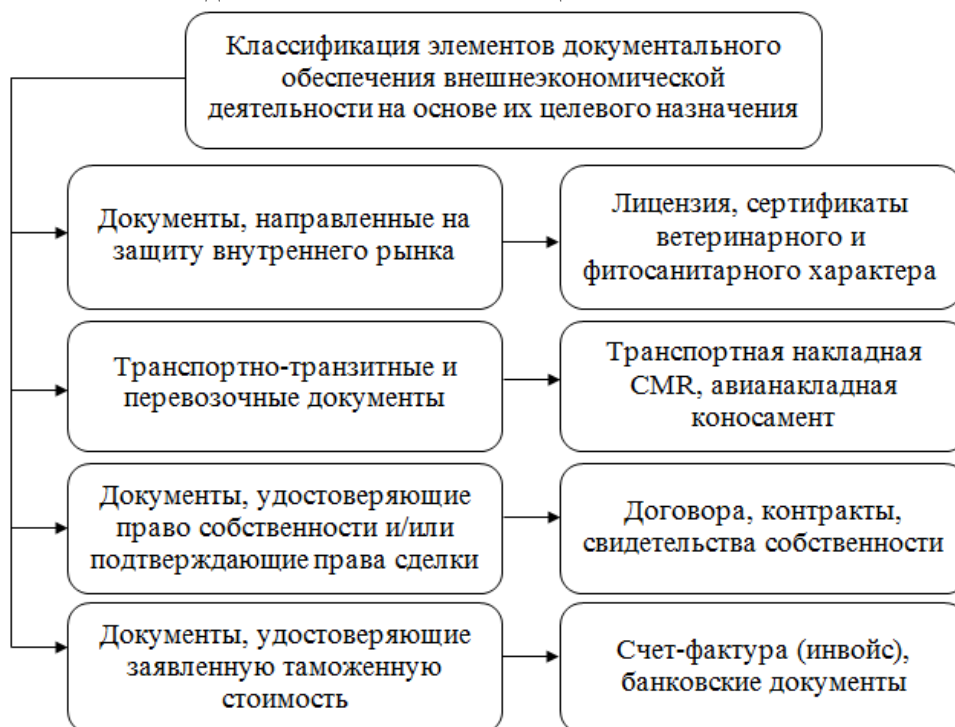 Классификация элементов документального
обеспечения внешнеэкономической
деятельности на основе их целевого назначения
Документы, направленные на
защиту внутреннего рынка
Лицензия, сертификаты
ветеринарного и
фитосанитарного характера
Транспортно-транзитные и
перевозочные документы
Транспортная накладная
CMR, авианакладная
коносамент
Документы, удостоверяющие
право собственности и/или
подтверждающие права сделки
Договора, контракты,
свидетельства собственности
Документы, удостоверяющие
заявленную таможенную
стоимость
Счет-фактура (инвойс),
банковские документы